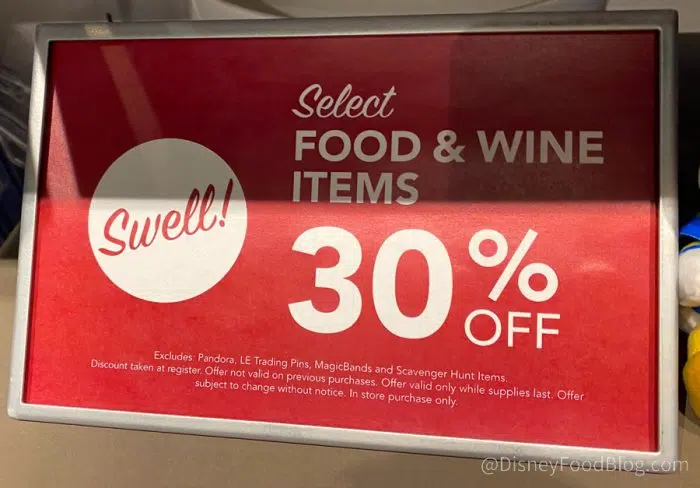 Select
FOOD & WINE
ITEMS
Swell!
30%
OFF
Excludes: Pandora, LE Trading Pins, MagicBands and Scavenger Hunt Items.
Discount taken at register. Offer not valid on previous purchases. Offer valid only while supplies last. Offer
subject to change without notice. In store purchase only.
@DisneyFoodBlog.com